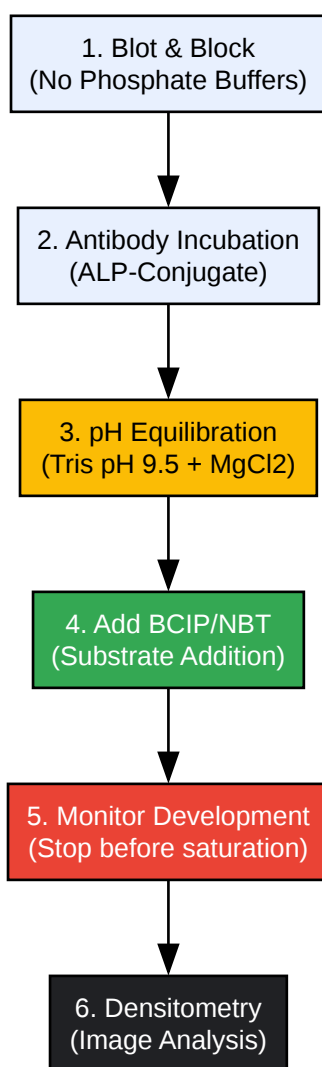 1. Blot & Block
(No Phosphate Buffers)
2. Antibody Incubation
(ALP-Conjugate)
3. pH Equilibration
(Tris pH 9.5 + MgCl2)
4. Add BCIP/NBT
(Substrate Addition)
5. Monitor Development
(Stop before saturation)
6. Densitometry
(Image Analysis)